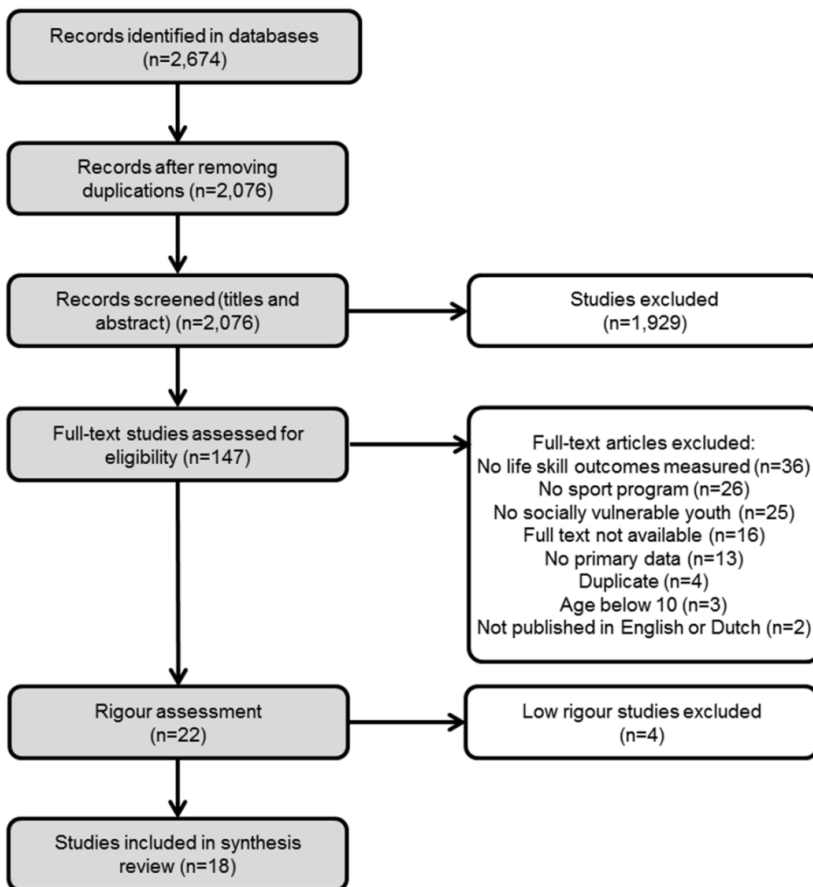 Records identified in databases
(n=2,674)
Records after removing
duplications (n=2,076)
Records screened (titles and
abstract) (n=2,076)
Studies excluded
(n=1,929)
Full-text studies assessed for
eligibility (n=147)
Full-text articles excluded:
No life skill outcomes measured (n=36)
No sport program (n=26)
No socially vulnerable youth (n=25)
Full text not available (n=16)
No primary data (n=13)
Duplicate (n=4)
Age below 10 (n=3)
Not published in English or Dutch (n=2)
Rigour assessment
(n=22)
Low rigour studies excluded
(n=4)
Studies included in synthesis
review (n=18)